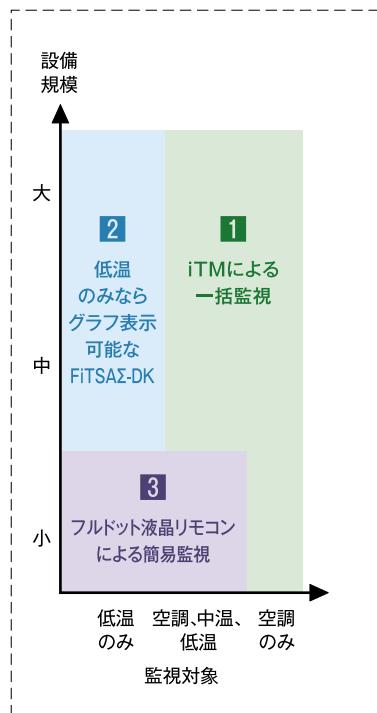 設備
規模
大
2
低温
のみなら
グラフ表示
可能な
FiTSAΣ-DK
1
iTMによる
一括監視
中
3
フルドット液晶リモコン
による簡易監視
小
低温
のみ
空調、中温、
低温
空調
のみ
監視対象